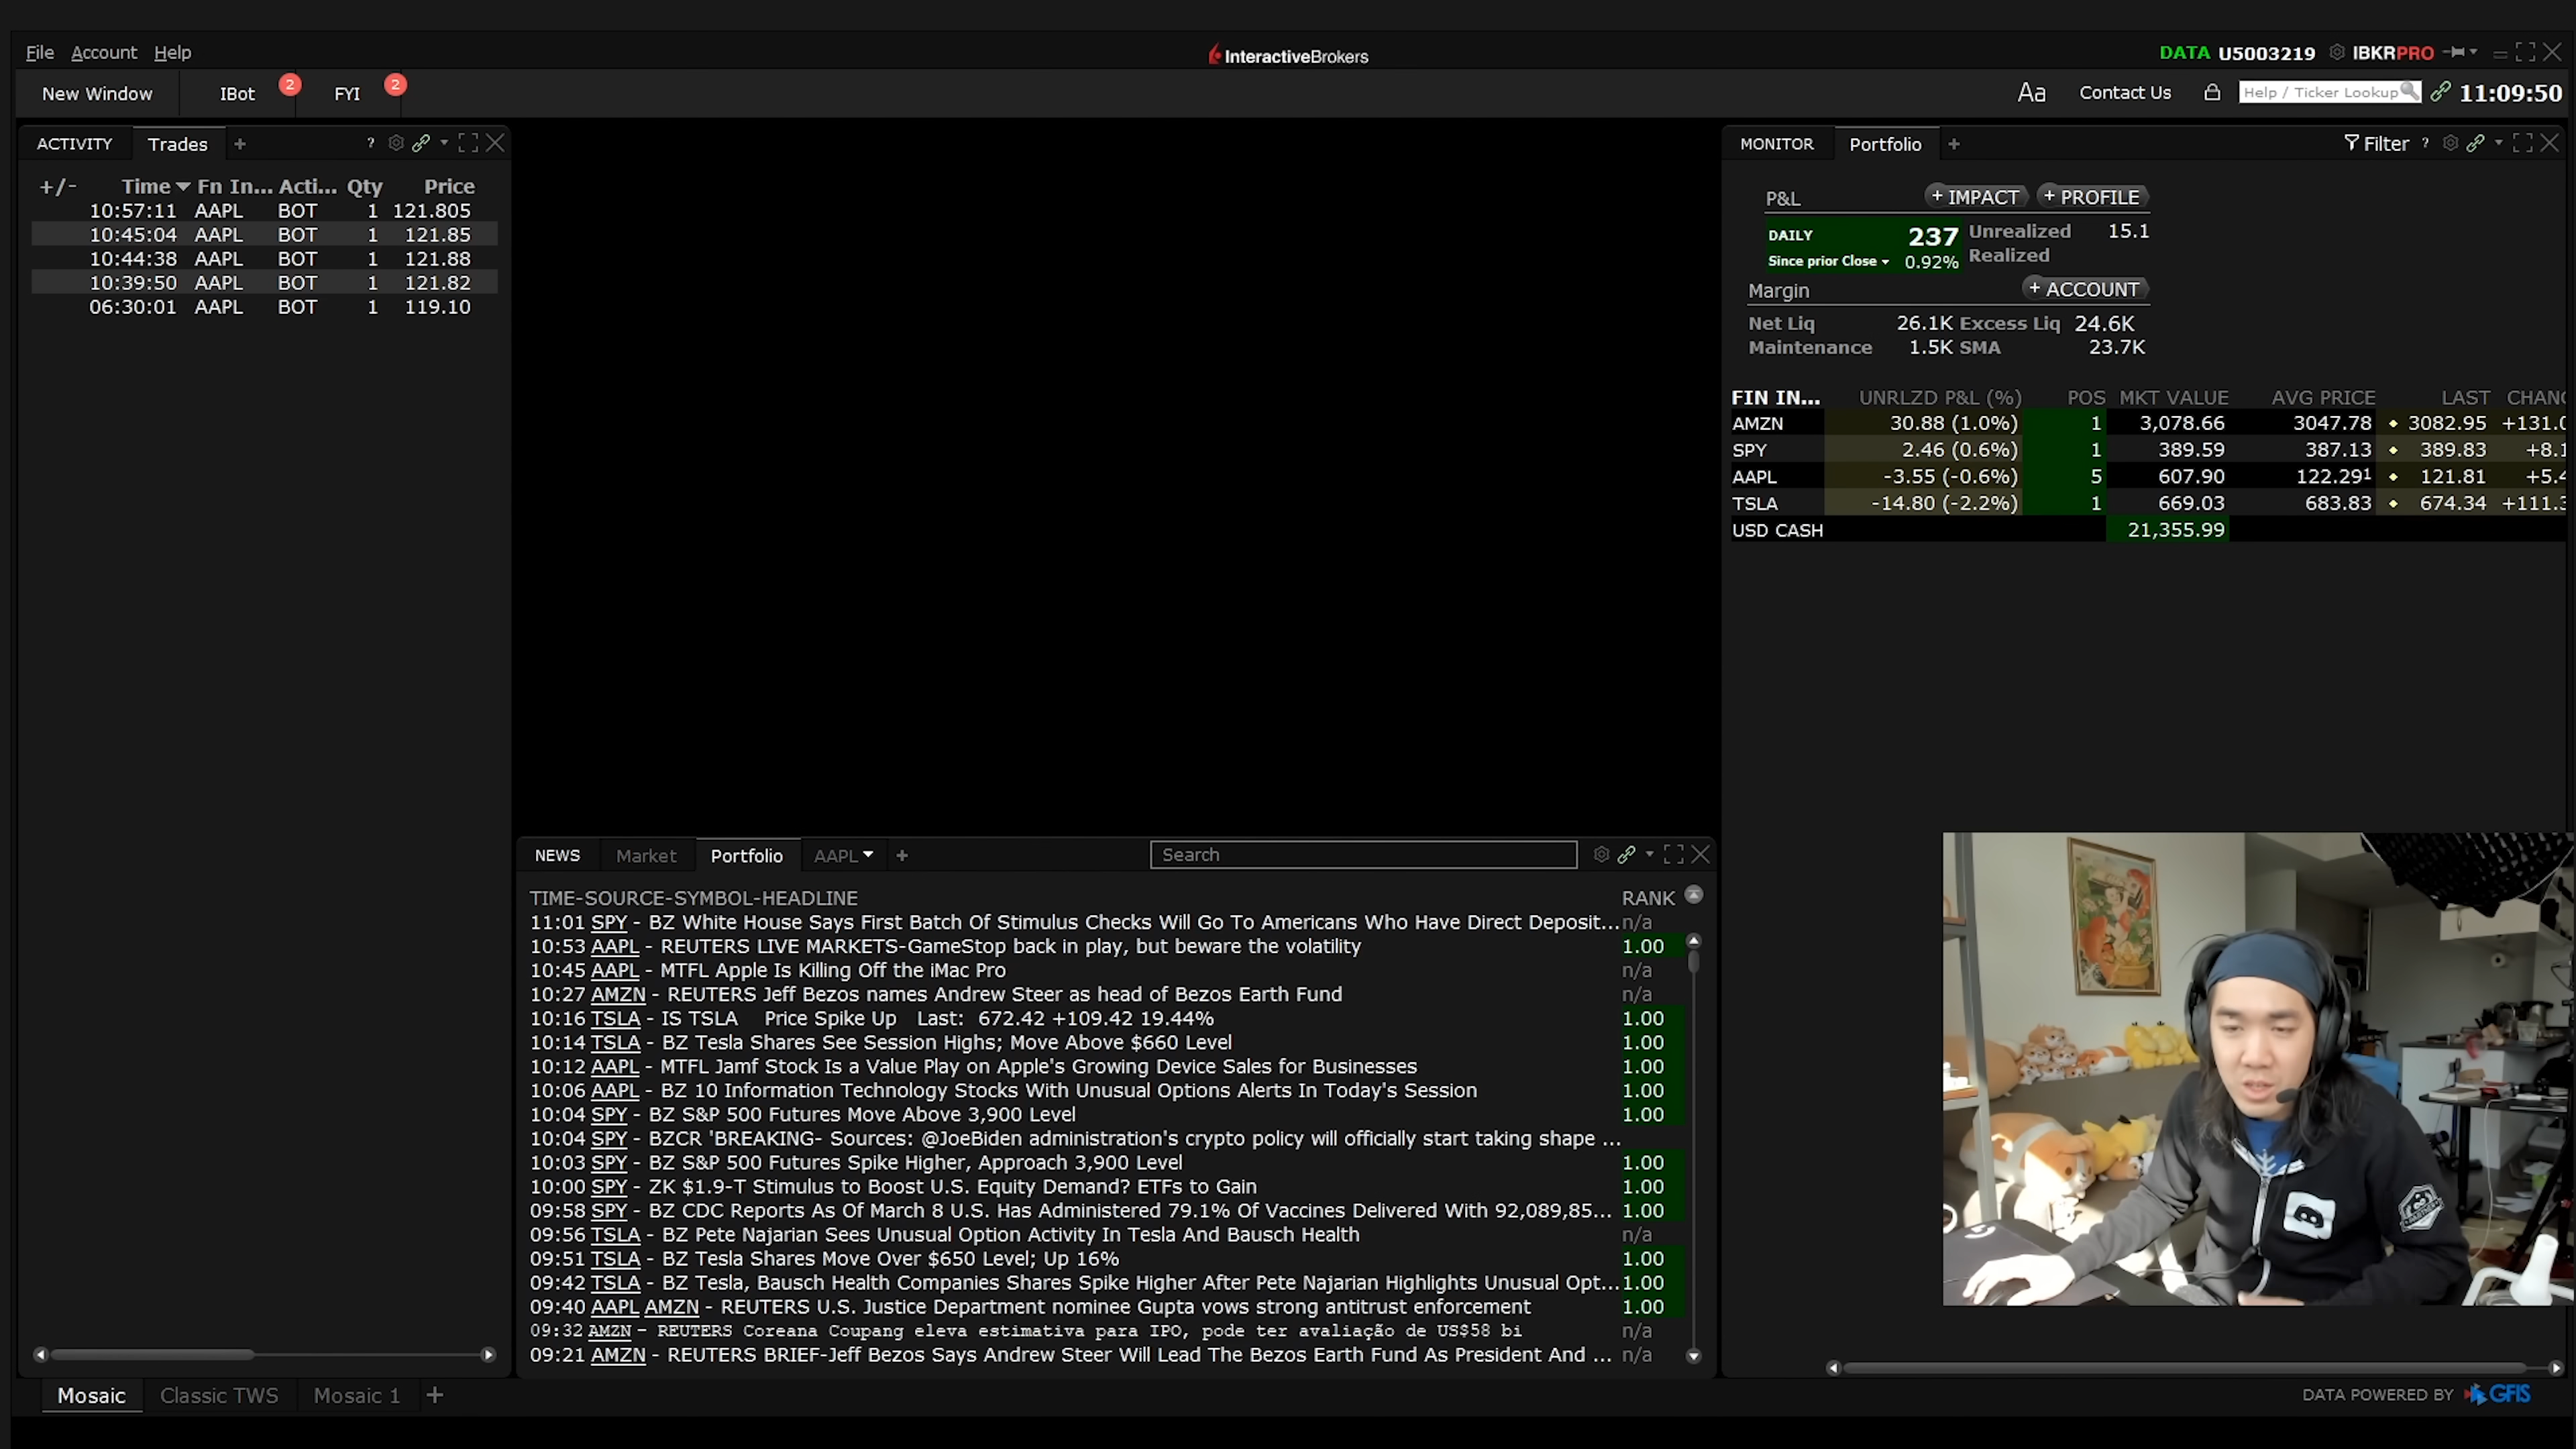 File Account Help
InteractiveBrokers
DATA U5003219 IBKRPRO
New Window IBot 2 FYI 2
Aa Contact Us Help / Ticker Lookup 11:09:50
ACTIVITY Trades + ?
+/- Time Fn In... Acti... Qty Price
10:57:11 AAPL BOT 1 121.805
10:45:04 AAPL BOT 1 121.85
10:44:38 AAPL BOT 1 121.88
10:39:50 AAPL BOT 1 121.82
06:30:01 AAPL BOT 1 119.10
MONITOR Portfolio + Filter ?
P&L + IMPACT + PROFILE
DAILY 237 Unrealized 15.1
Since prior Close 0.92% Realized
Margin + ACCOUNT
Net Liq 26.1K Excess Liq 24.6K
Maintenance 1.5K SMA 23.7K
FIN IN... UNRLZD P&L (%) POS MKT VALUE AVG PRICE LAST CHANG
AMZN 30.88 (1.0%) 1 3,078.66 3047.78 3082.95 +131.0
SPY 2.46 (0.6%) 1 389.59 387.13 389.83 +8.1
AAPL -3.55 (-0.6%) 5 607.90 122.29¹ 121.81 +5.4
TSLA -14.80 (-2.2%) 1 669.03 683.83 674.34 +111.3
USD CASH 21,355.99
NEWS Market Portfolio AAPL + Search
TIME-SOURCE-SYMBOL-HEADLINE RANK
11:01 SPY - BZ White House Says First Batch Of Stimulus Checks Will Go To Americans Who Have Direct Deposit... n/a
10:53 AAPL - REUTERS LIVE MARKETS-GameStop back in play, but beware the volatility 1.00
10:45 AAPL - MTFL Apple Is Killing Off the iMac Pro n/a
10:27 AMZN - REUTERS Jeff Bezos names Andrew Steer as head of Bezos Earth Fund n/a
10:16 TSLA - IS TSLA Price Spike Up Last: 672.42 +109.42 19.44% 1.00
10:14 TSLA - BZ Tesla Shares See Session Highs; Move Above $660 Level 1.00
10:12 AAPL - MTFL Jamf Stock Is a Value Play on Apple's Growing Device Sales for Businesses 1.00
10:06 AAPL - BZ 10 Information Technology Stocks With Unusual Options Alerts In Today's Session 1.00
10:04 SPY - BZ S&P 500 Futures Move Above 3,900 Level 1.00
10:04 SPY - BZCR 'BREAKING- Sources: @JoeBiden administration's crypto policy will officially start taking shape ...
10:03 SPY - BZ S&P 500 Futures Spike Higher, Approach 3,900 Level 1.00
10:00 SPY - ZK $1.9-T Stimulus to Boost U.S. Equity Demand? ETFs to Gain 1.00
09:58 SPY - BZ CDC Reports As Of March 8 U.S. Has Administered 79.1% Of Vaccines Delivered With 92,089,85... 1.00
09:56 TSLA - BZ Pete Najarian Sees Unusual Option Activity In Tesla And Bausch Health n/a
09:51 TSLA - BZ Tesla Shares Move Over $650 Level; Up 16% 1.00
09:42 TSLA - BZ Tesla, Bausch Health Companies Shares Spike Higher After Pete Najarian Highlights Unusual Opt... 1.00
09:40 AAPL AMZN - REUTERS U.S. Justice Department nominee Gupta vows strong antitrust enforcement 1.00
09:32 AMZN - REUTERS Coreana Coupang eleva estimativa para IPO, pode ter avaliação de US$58 bi n/a
09:21 AMZN - REUTERS BRIEF-Jeff Bezos Says Andrew Steer Will Lead The Bezos Earth Fund As President And ... n/a
Mosaic Classic TWS Mosaic 1 +
DATA POWERED BY GFIS